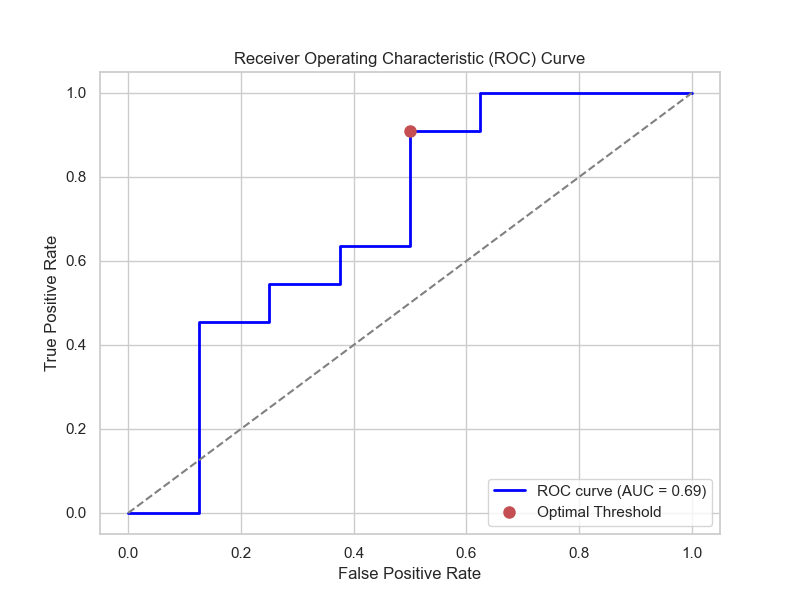 Receiver Operating Characteristic (ROC) Curve
True Positive Rate
1.0
0.8
0.6
0.4
0.2
0.0
0.0 0.2 0.4 0.6 0.8 1.0
False Positive Rate
ROC curve (AUC = 0.69)
Optimal Threshold